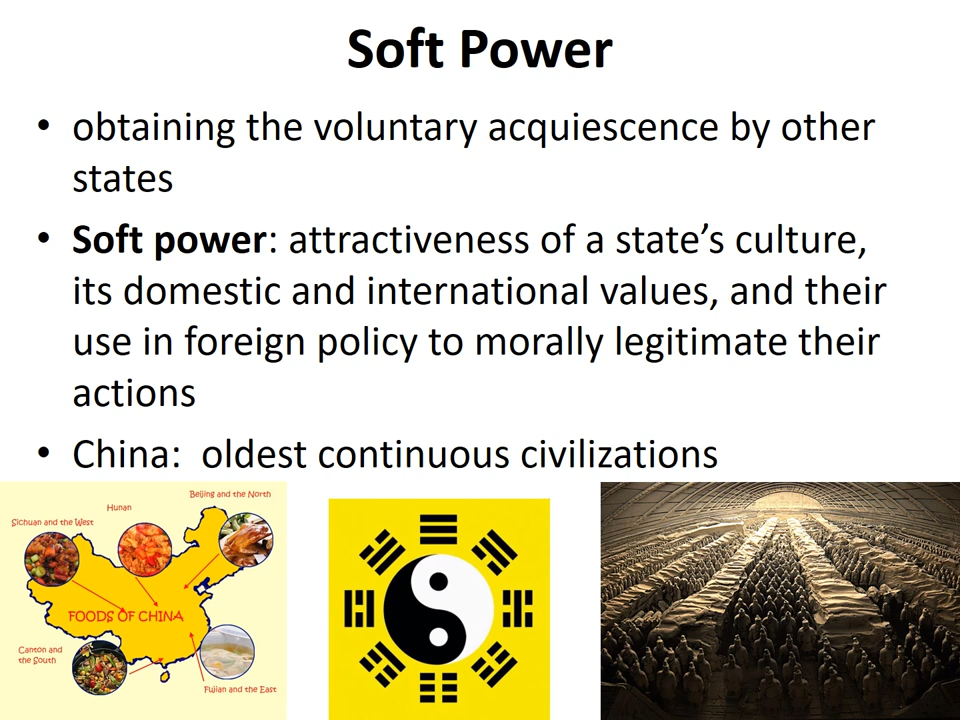 Soft Power
• obtaining the voluntary acquiescence by other
states
• Soft power: attractiveness of a state’s culture,
its domestic and international values, and their
use in foreign policy to morally legitimate their
actions
• China:  oldest continuous civilizations
Beijing and the North
Hunan
Sichuan and the West
FOODS OF CHINA
Canton and
the South
Fujian and the East